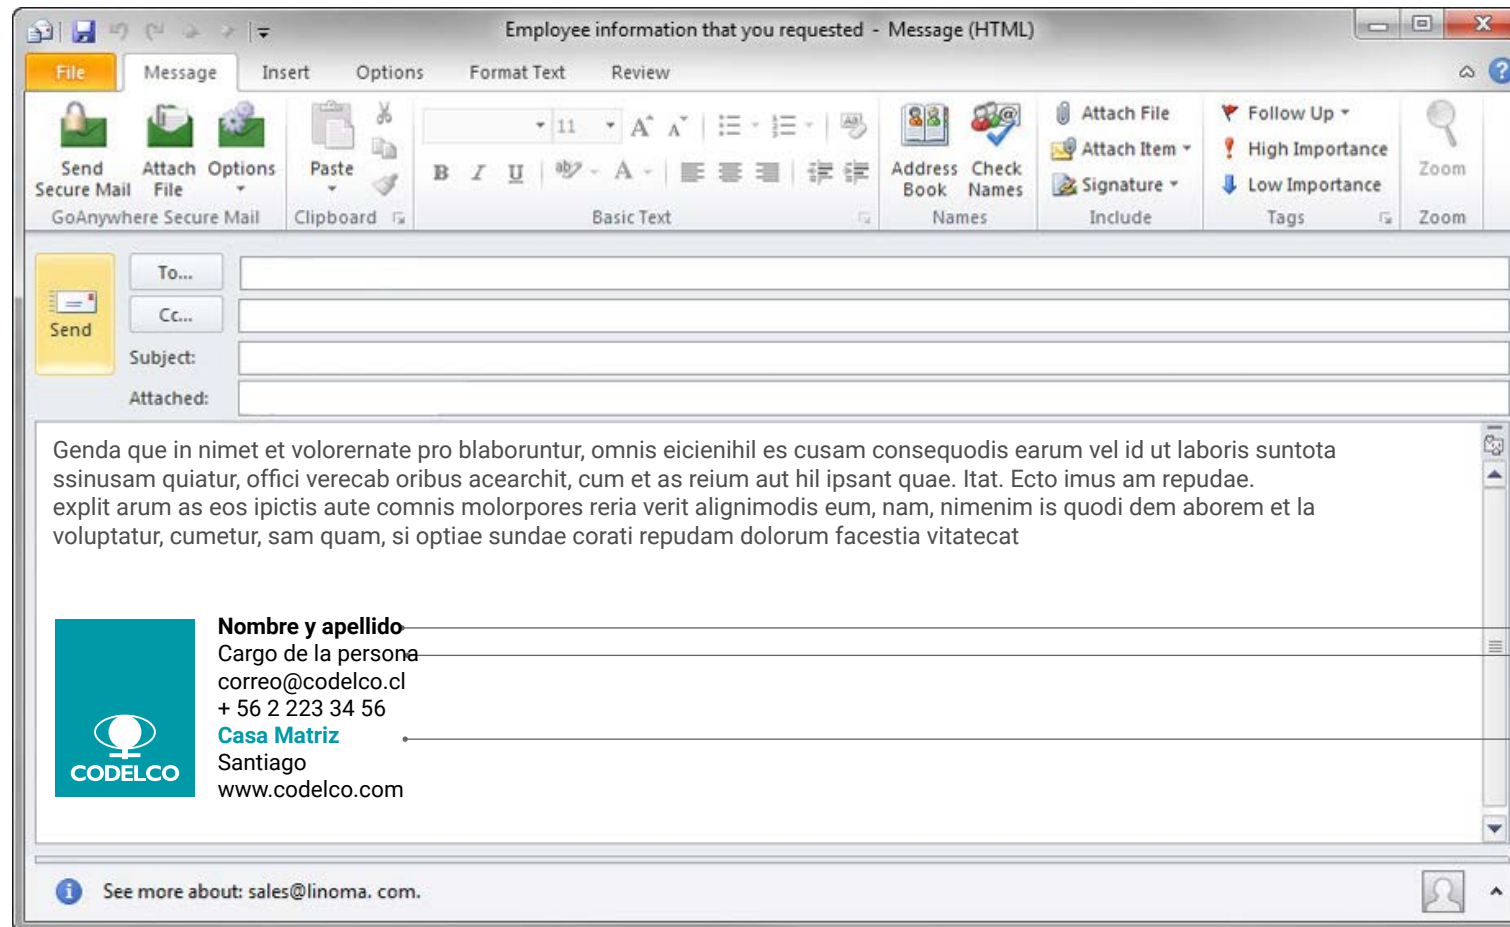 Employee information that you requested - Message (HTML)
File Message Insert Options Format Text Review
Send Secure Mail
Attach File
Options
GoAnywhere Secure Mail
Paste
Clipboard
11
Basic Text
Address Book
Check Names
Names
Attach File
Attach Item
Signature
Include
Follow Up
High Importance
Low Importance
Tags
Zoom
Zoom
Send
To...
Cc...
Subject:
Attached:
Genda que in nimet et volorernate pro blaboruntur, omnis eicienihil es cusam consequodis earum vel id ut laboris suntota
ssinusam quiatur, offici verecab oribus acearchit, cum et as reium aut hil ipsant quae. Itat. Ecto imus am repudae.
explit arum as eos ipictis aute comnis molorpores reria verit alignimodis eum, nam, nimenim is quodi dem aborem et la
voluptatur, cumetur, sam quam, si optiae sundae corati repudam dolorum facestia vitatecat
CODELCO
Nombre y apellido
Cargo de la persona
correo@codelco.cl
+ 56 2 223 34 56
Casa Matriz
Santiago
www.codelco.com
See more about: sales@linoma. com.